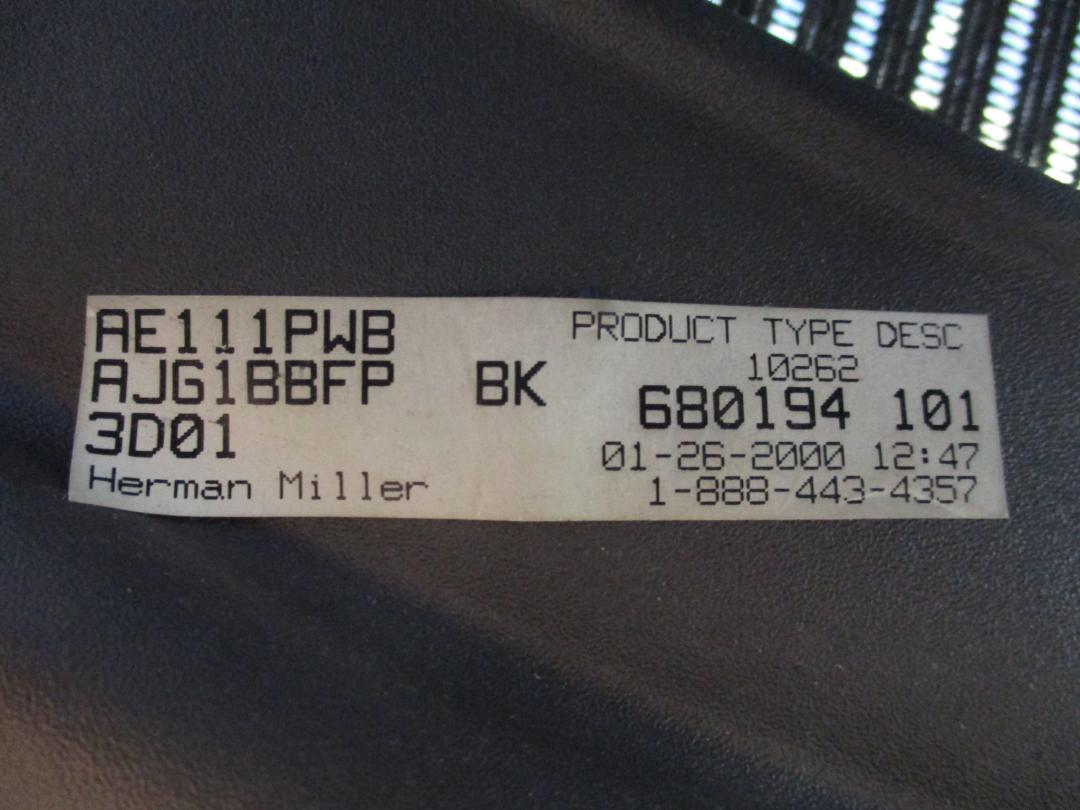 AE111PWB
AJG1BBFP BK
3D01
Herman Miller
PRODUCT TYPE DESC
10262
680194 101
01-26-2000 12:47
1-888-443-4357